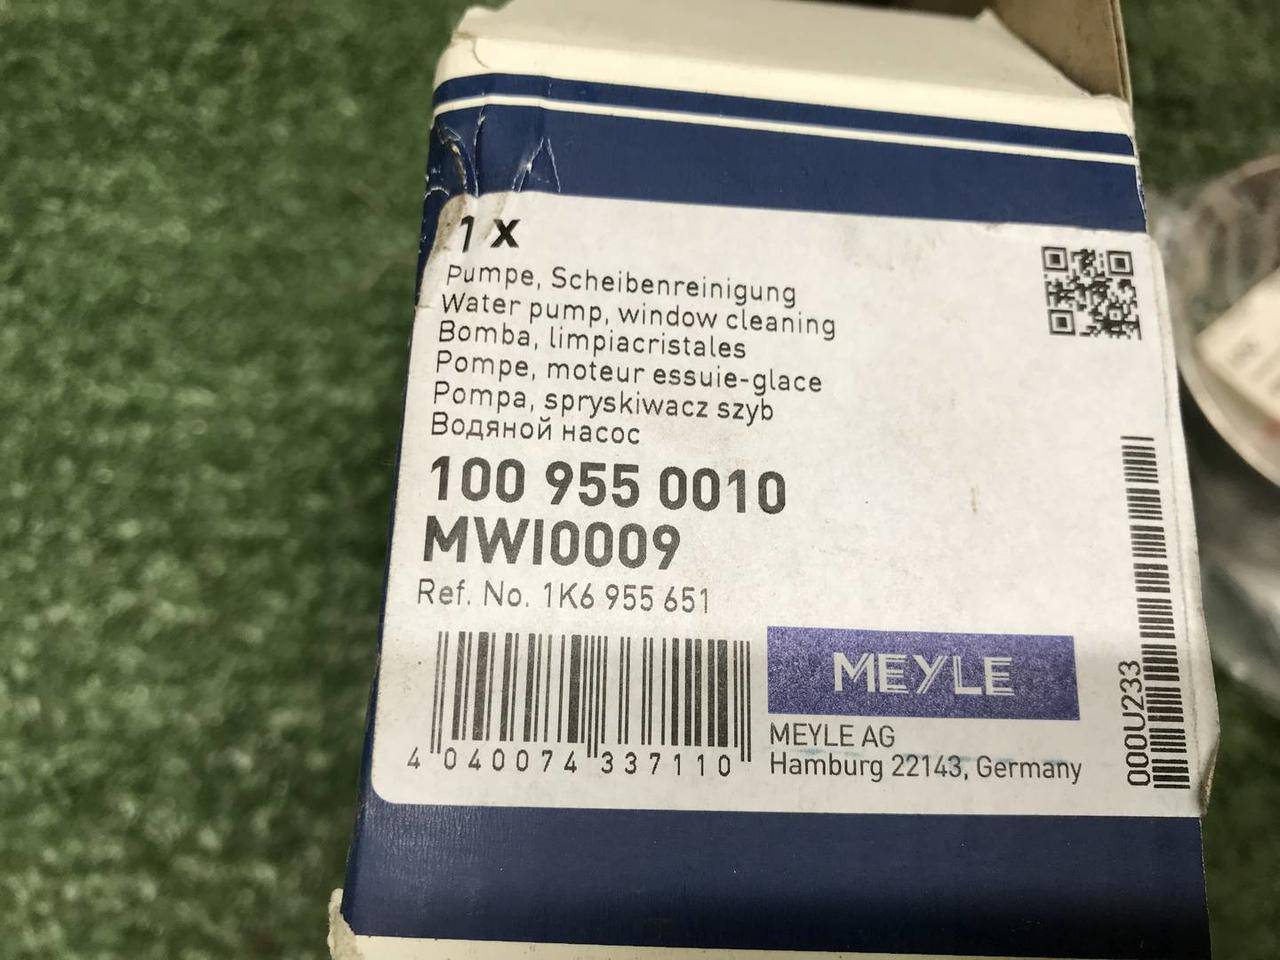 1 x
Pumpe, Scheibenreinigung
Water pump, window cleaning
Bomba, limpiacristales
Pompe, moteur essuie-glace
Pompa, spryskiwacz szyb
Водяной насос
100 955 0010
MWI0009
Ref. No. 1K6 955 651
4 040074 337110
MEYLE
MEYLE AG
Hamburg 22143, Germany
000U233